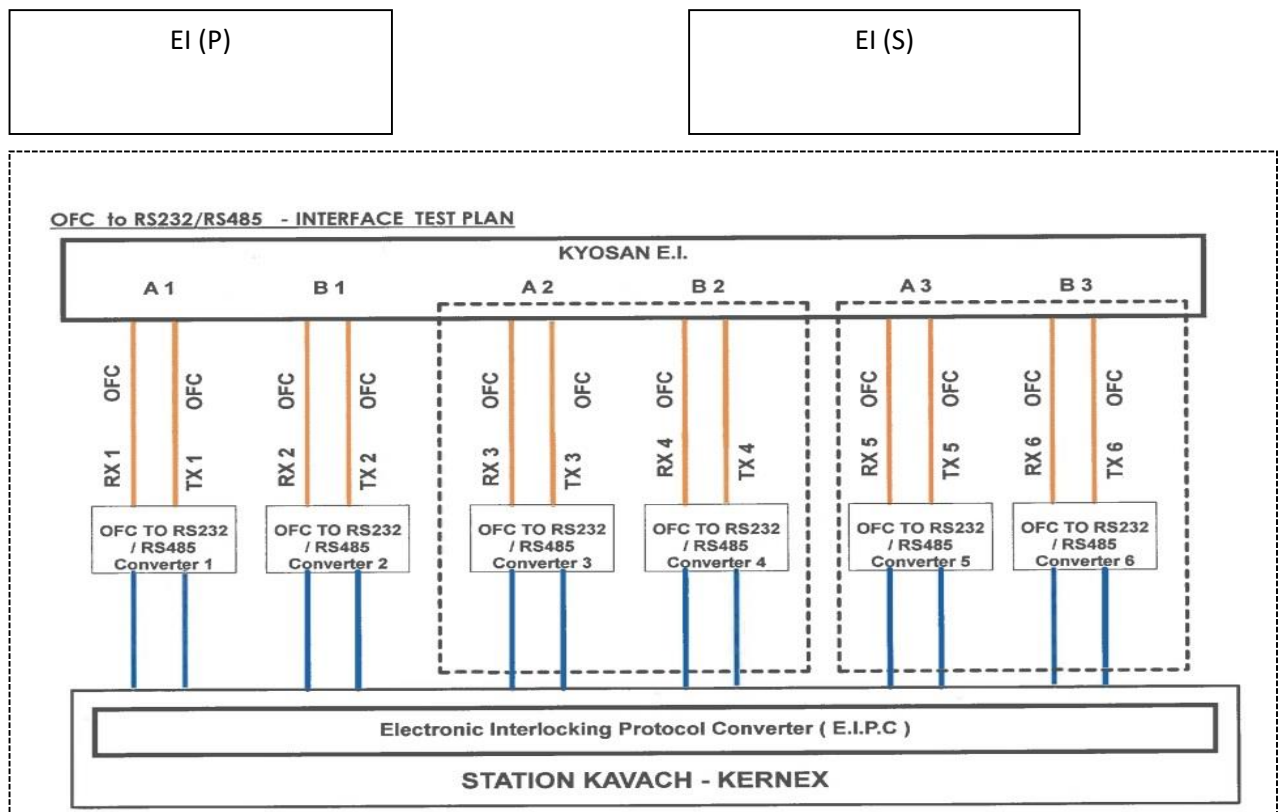 EI (P)
EI (S)
OFC to RS232/RS485 - INTERFACE TEST PLAN
KYOSAN E.I.
A 1
B 1
A 2
B 2
A 3
B 3
RX 1 OFC
TX 1 OFC
RX 2 OFC
TX 2 OFC
RX 3 OFC
TX 3 OFC
RX 4 OFC
TX 4 OFC
RX 5 OFC
TX 5 OFC
RX 6 OFC
TX 6 OFC
OFC TO RS232
/ RS485
Converter 1
OFC TO RS232
/ RS485
Converter 2
OFC TO RS232
/ RS485
Converter 3
OFC TO RS232
/ RS485
Converter 4
OFC TO RS232
/ RS485
Converter 5
OFC TO RS232
/ RS485
Converter 6
Electronic Interlocking Protocol Converter ( E.I.P.C )
STATION KAVACH - KERNEX